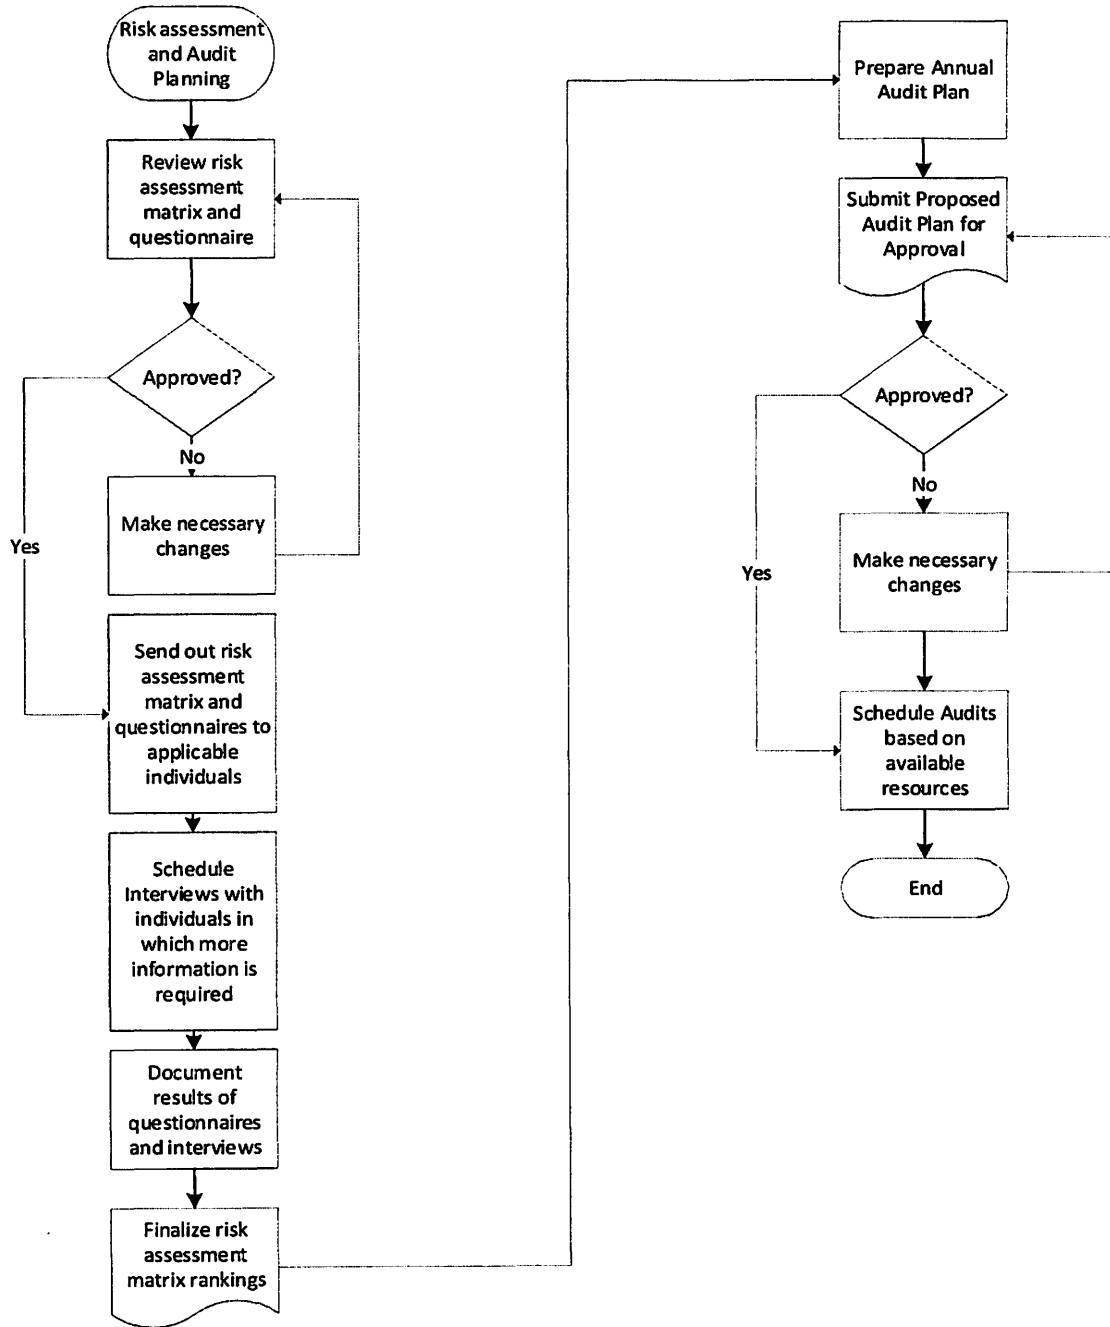 Risk assessment
and Audit
Planning
Review risk
assessment
matrix and
questionnaire
Approved?
No
Make necessary
changes
Yes
Send out risk
assessment
matrix and
questionnaires to
applicable
individuals
Schedule
Interviews with
individuals in
which more
information is
required
Document
results of
questionnaires
and interviews
Finalize risk
assessment
matrix rankings
Prepare Annual
Audit Plan
Submit Proposed
Audit Plan for
Approval
Approved?
No
Yes
Make necessary
changes
Schedule Audits
based on
available
resources
End